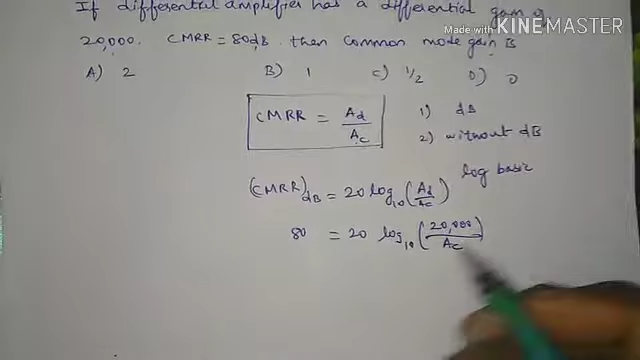 If differential amplifier has a differential gain of
Made with KINEMASTER
20,000. CMRR = 80dB. then common mode gain is
A) 2 B) 1 C) 1/2 D) 0
CMRR = Ad/Ac
1) dB
2) without dB
log basic
(CMRR)dB = 20 log10 (Ad/Ac)
80 = 20 log10 (20,000/Ac)